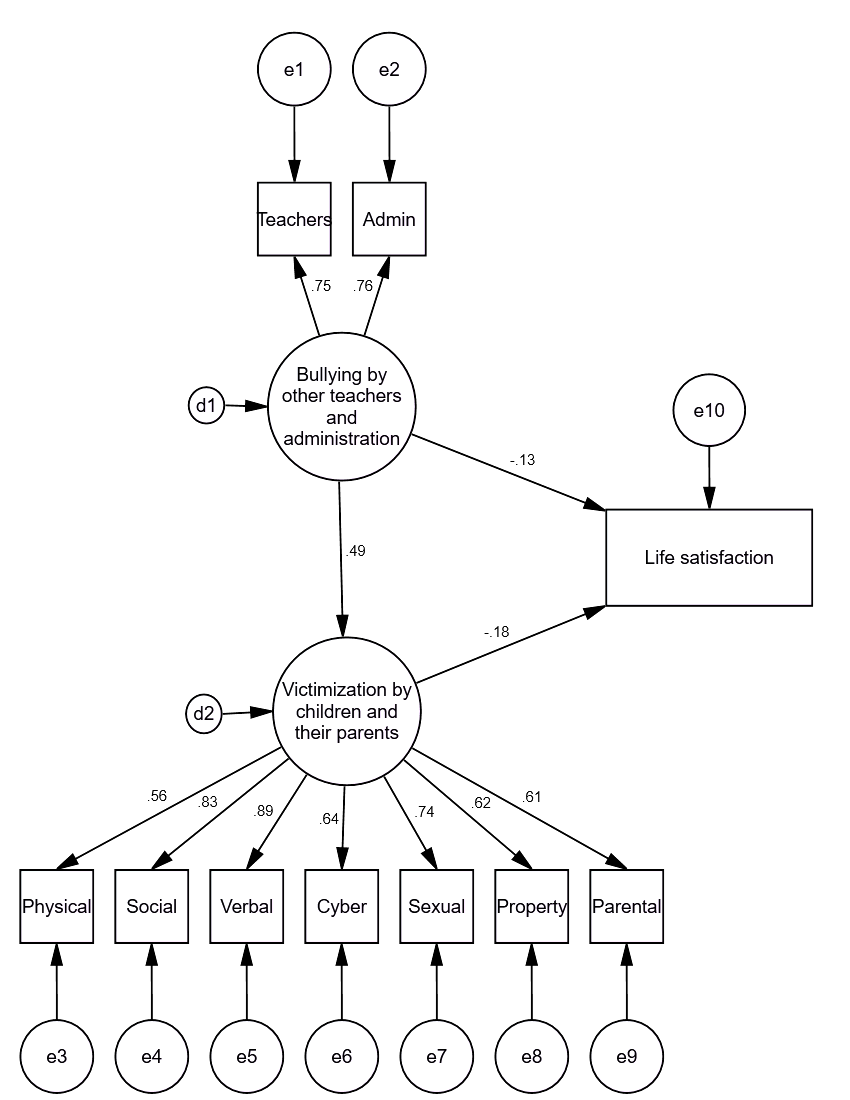 e1
e2
Teachers
Admin
.75
.76
Bullying by
other teachers
and
administration
d1
e10
-.13
Life satisfaction
.49
-.18
Victimization by
children and
their parents
d2
.56
.83
.89
.64
.74
.62
.61
Physical
Social
Verbal
Cyber
Sexual
Property
Parental
e3
e4
e5
e6
e7
e8
e9